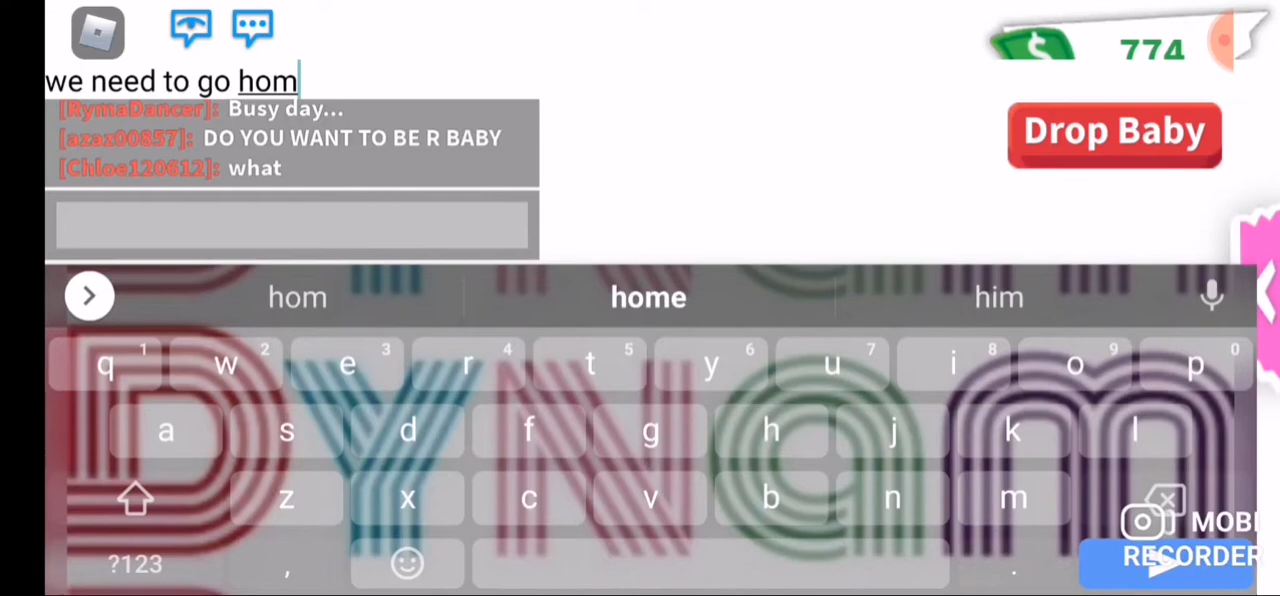 774
we need to go hom
[RymaDancer]: Busy day...
[azaz00857]: DO YOU WANT TO BE R BABY
[Chloe120612]: what
Drop Baby
hom home him
q 1 w 2 e 3 r 4 t 5 y 6 u 7 i 8 o 9 p 0
a s d f g h j k l
z x c v b n m
?123 , .
DYNam
MOBI
RECORDER